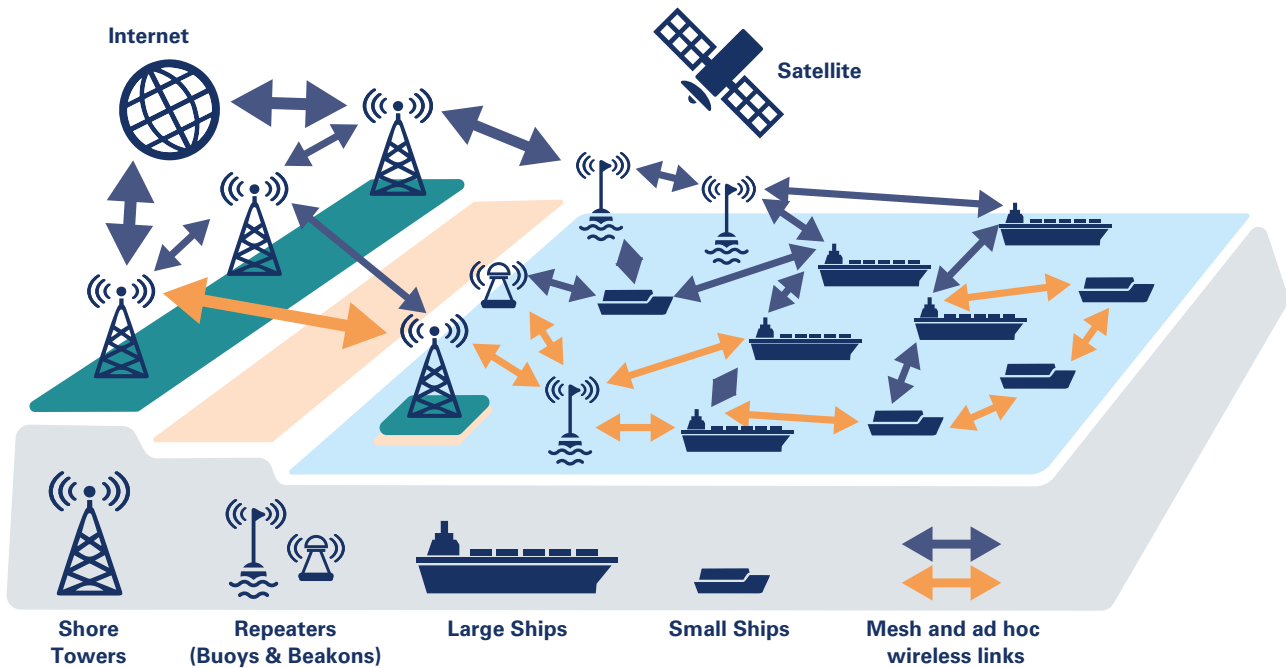 Internet
Satellite
Shore
Towers
Repeaters
(Buoys & Beakons)
Large Ships
Small Ships
Mesh and ad hoc
wireless links